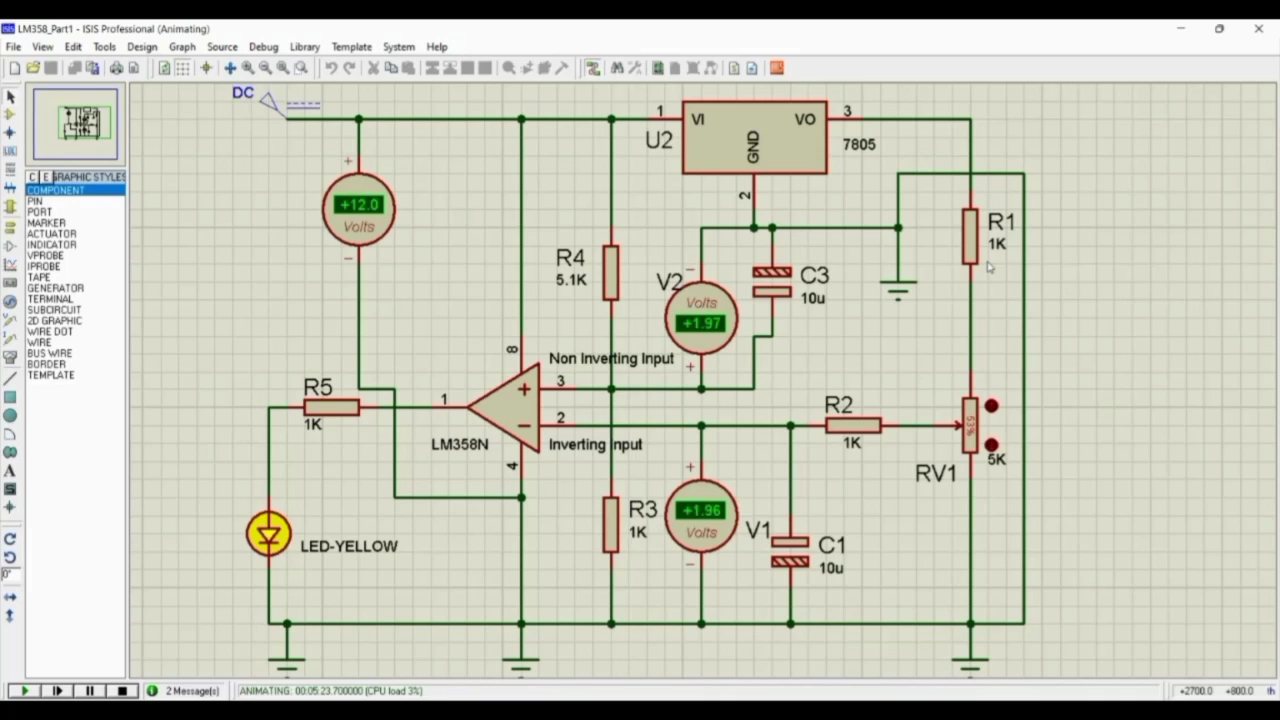 LM358_Part1 - ISIS Professional (Animating)
File View Edit Tools Design Graph Source Debug Library Template System Help
C E GRAPHIC STYLES
COMPONENT
PIN
PORT
MARKER
ACTUATOR
INDICATOR
VPROBE
IPROBE
TAPE
GENERATOR
TERMINAL
SUBCIRCUIT
2D GRAPHIC
WIRE DOT
WIRE
BUS WIRE
BORDER
TEMPLATE
DC
1
VI
VO
3
U2
GND
7805
2
+
+12.0
Volts
−
R4
5.1K
R1
1K
V2
−
Volts
+1.97
+
C3
10u
8
Non Inverting Input
R5
1K
1
+
3
−
2
LM358N
Inverting Input
4
R2
1K
53%
5K
RV1
R3
1K
+
+1.96
Volts
−
V1
C1
10u
LED-YELLOW
2 Message(s)
ANIMATING: 00:05:23.700000 (CPU load 3%)
+2700.0 +800.0 th